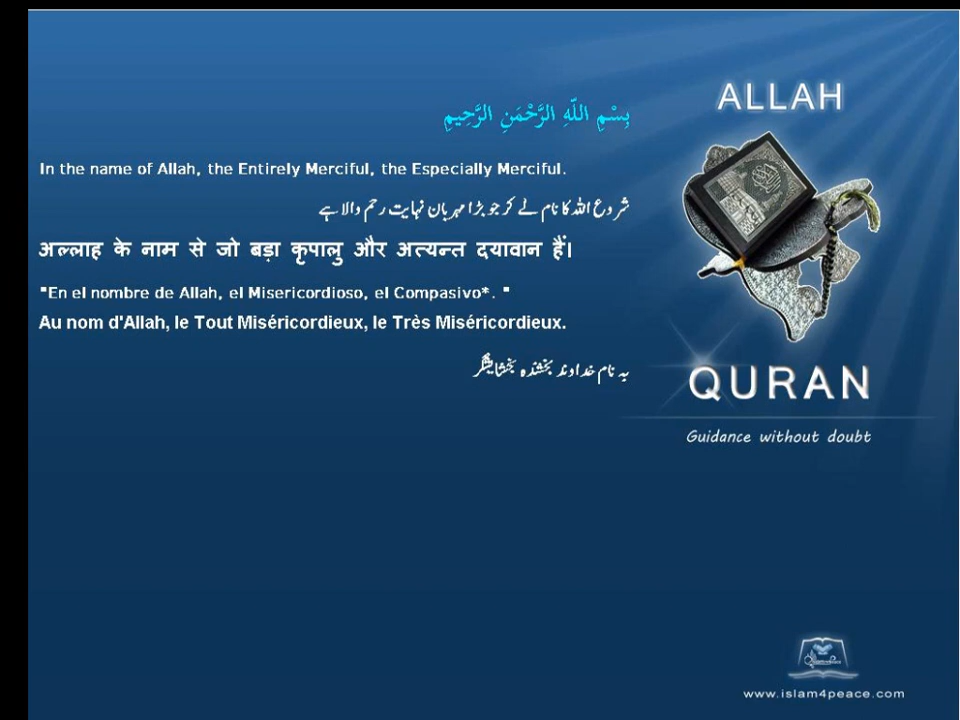 بِسْمِ اللّهِ الرَّحْمَنِ الرَّحِيمِ
In the name of Allah, the Entirely Merciful, the Especially Merciful.
شروع الله کا نام لے کر جو بڑا مہربان نہایت رحم والا ہے
अल्लाह के नाम से जो बड़ा कृपालु और अत्यन्त दयावान हैं।
"En el nombre de Allah, el Misericordioso, el Compasivo*. "
Au nom d'Allah, le Tout Miséricordieux, le Très Miséricordieux.
به نام خداوند بخشنده بخشایشگر
ALLAH
QURAN
Guidance without doubt
www.islam4peace.com